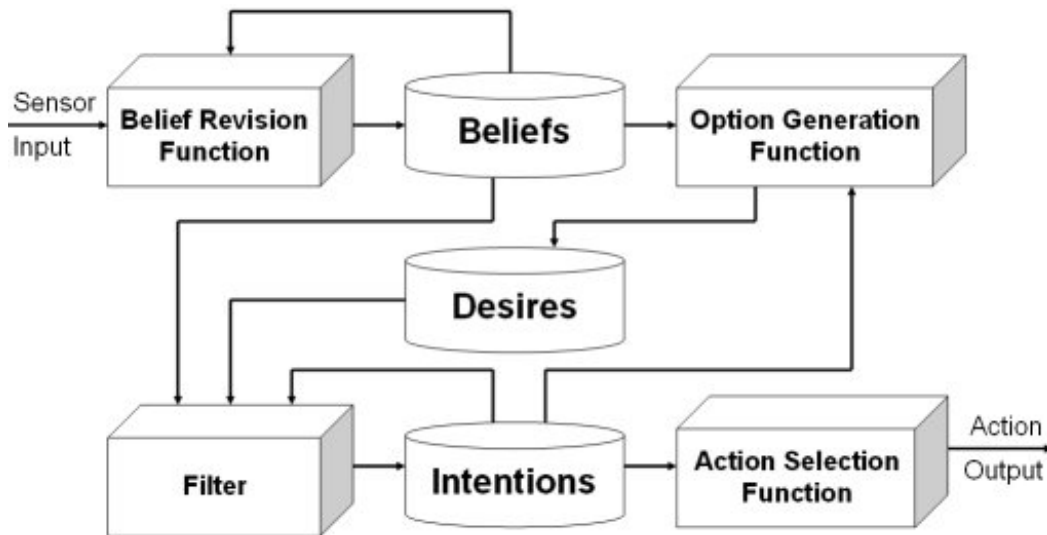 Sensor
Input
Belief Revision
Function
Beliefs
Option Generation
Function
Desires
Filter
Intentions
Action Selection
Function
Action
Output